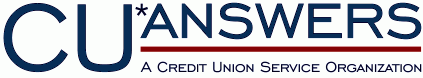 CU*ANSWERS
A CREDIT UNION SERVICE ORGANIZATION